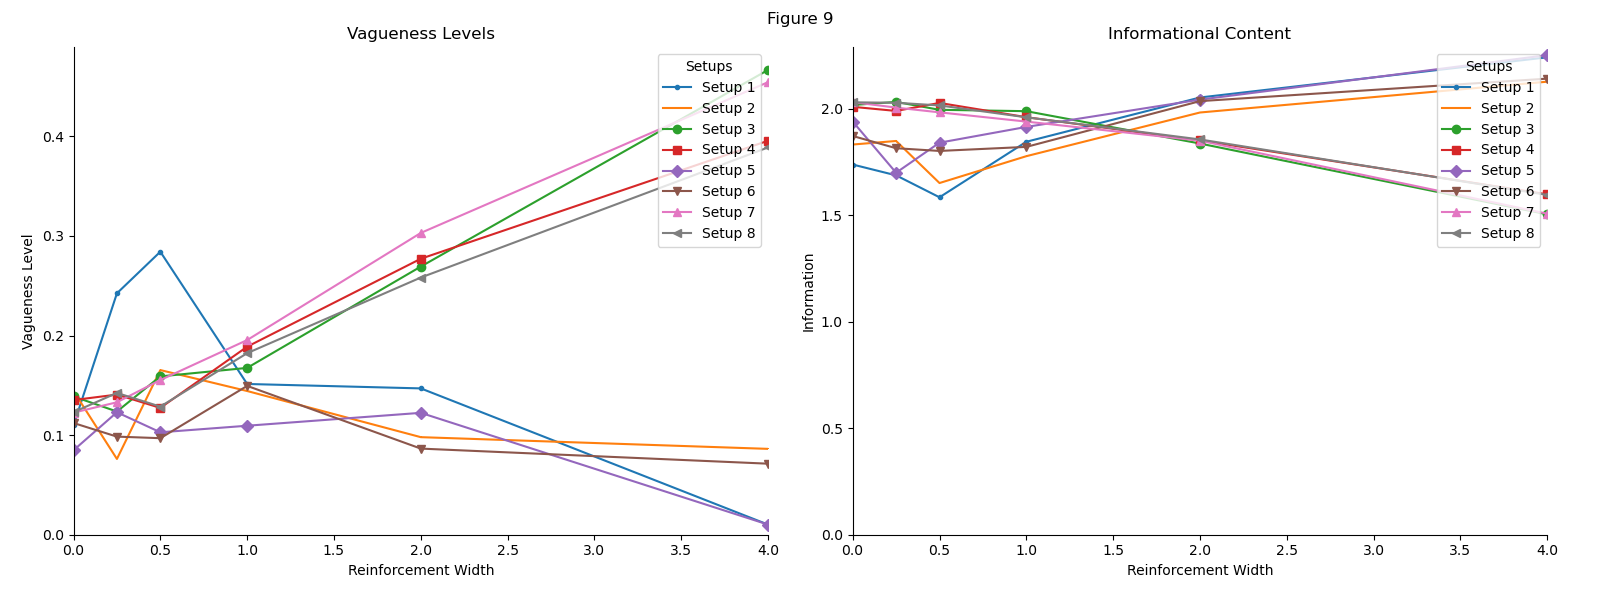 Figure 9
Vagueness Levels
Vagueness Level
0.4
0.3
0.2
0.1
0.0
0.0 0.5 1.0 1.5 2.0 2.5 3.0 3.5 4.0
Reinforcement Width
Setups
Setup 1
Setup 2
Setup 3
Setup 4
Setup 5
Setup 6
Setup 7
Setup 8
Informational Content
Information
2.0
1.5
1.0
0.5
0.0
0.0 0.5 1.0 1.5 2.0 2.5 3.0 3.5 4.0
Reinforcement Width
Setups
Setup 1
Setup 2
Setup 3
Setup 4
Setup 5
Setup 6
Setup 7
Setup 8